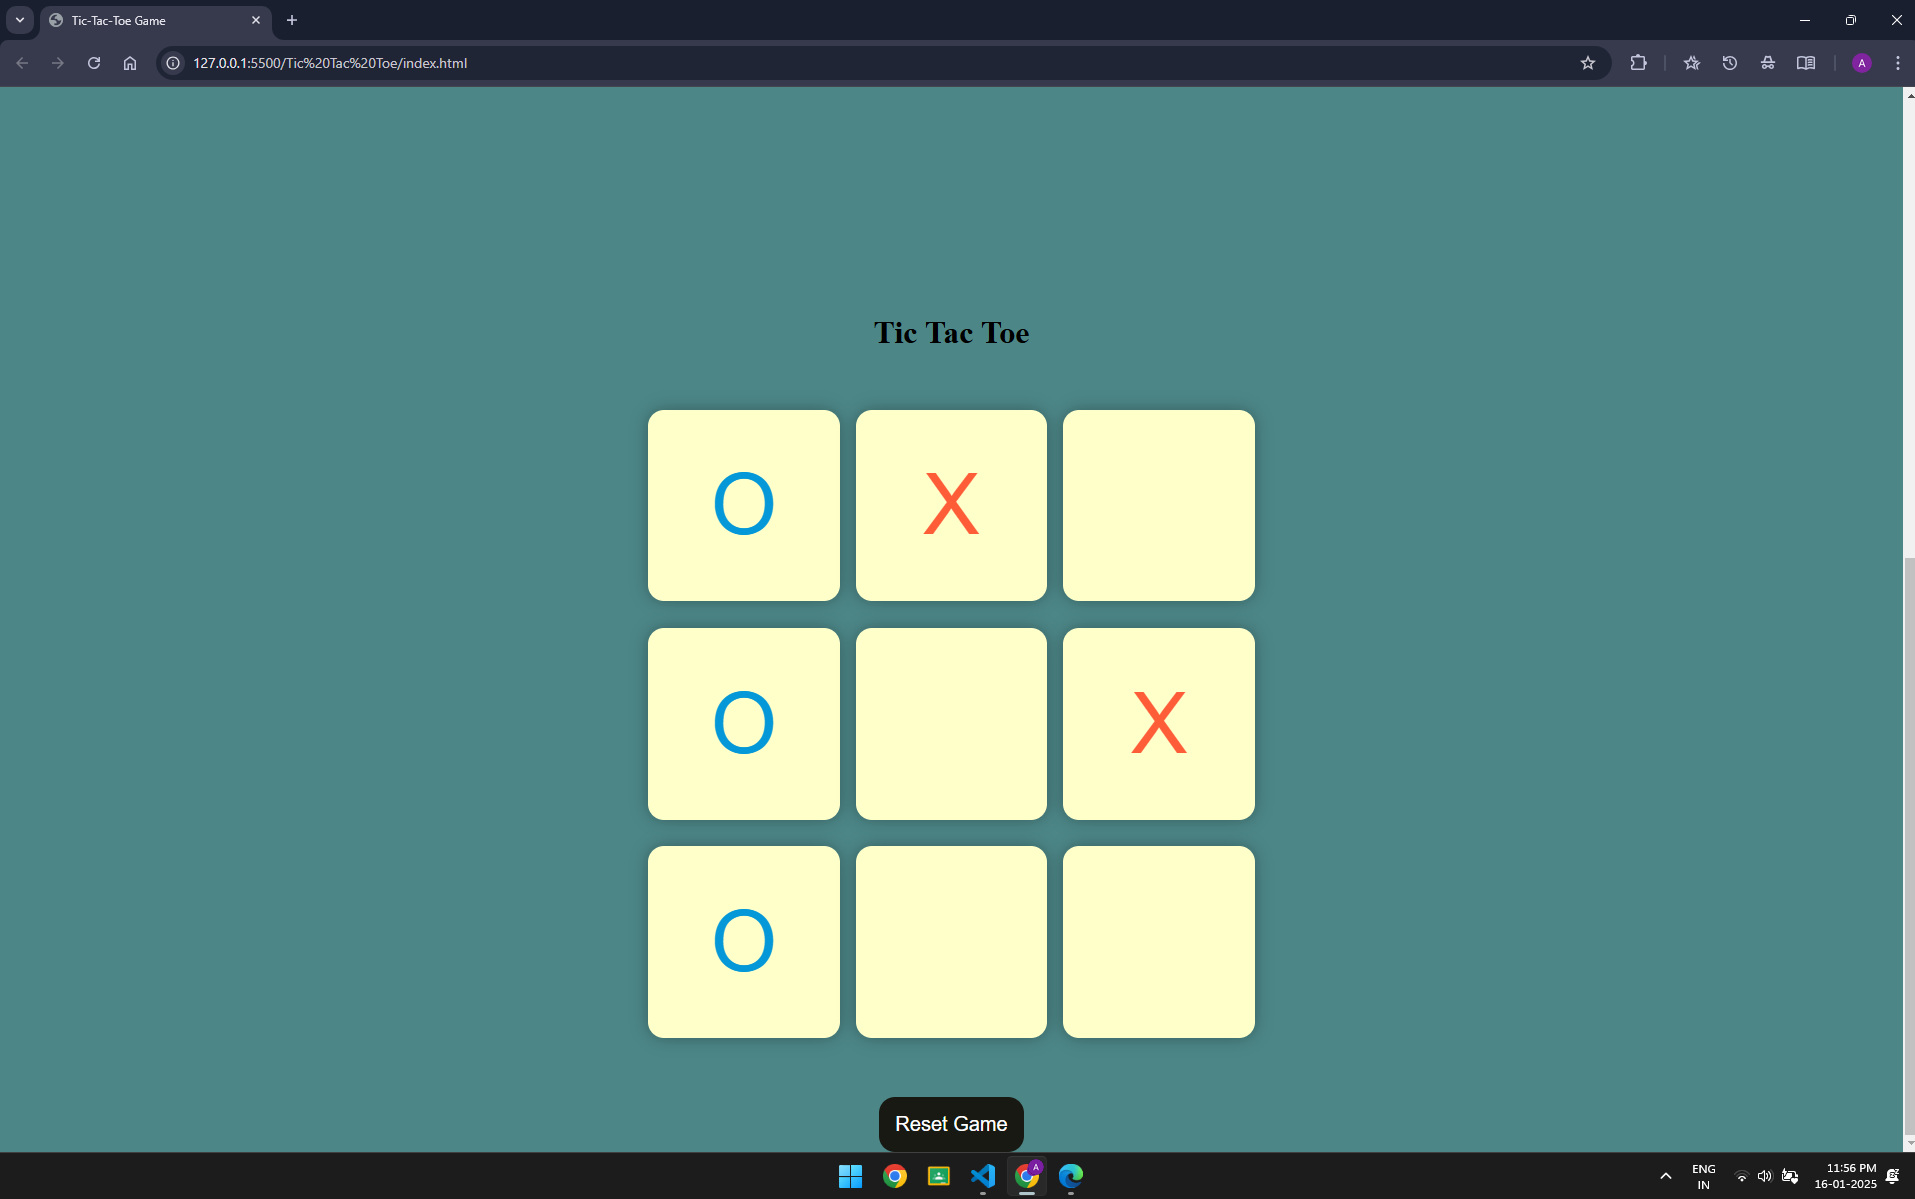 Tic-Tac-Toe Game
127.0.0.1:5500/Tic%20Tac%20Toe/index.html
A
Tic Tac Toe
O X
O X
O
Reset Game
A
ENG
IN
11:56 PM
16-01-2025